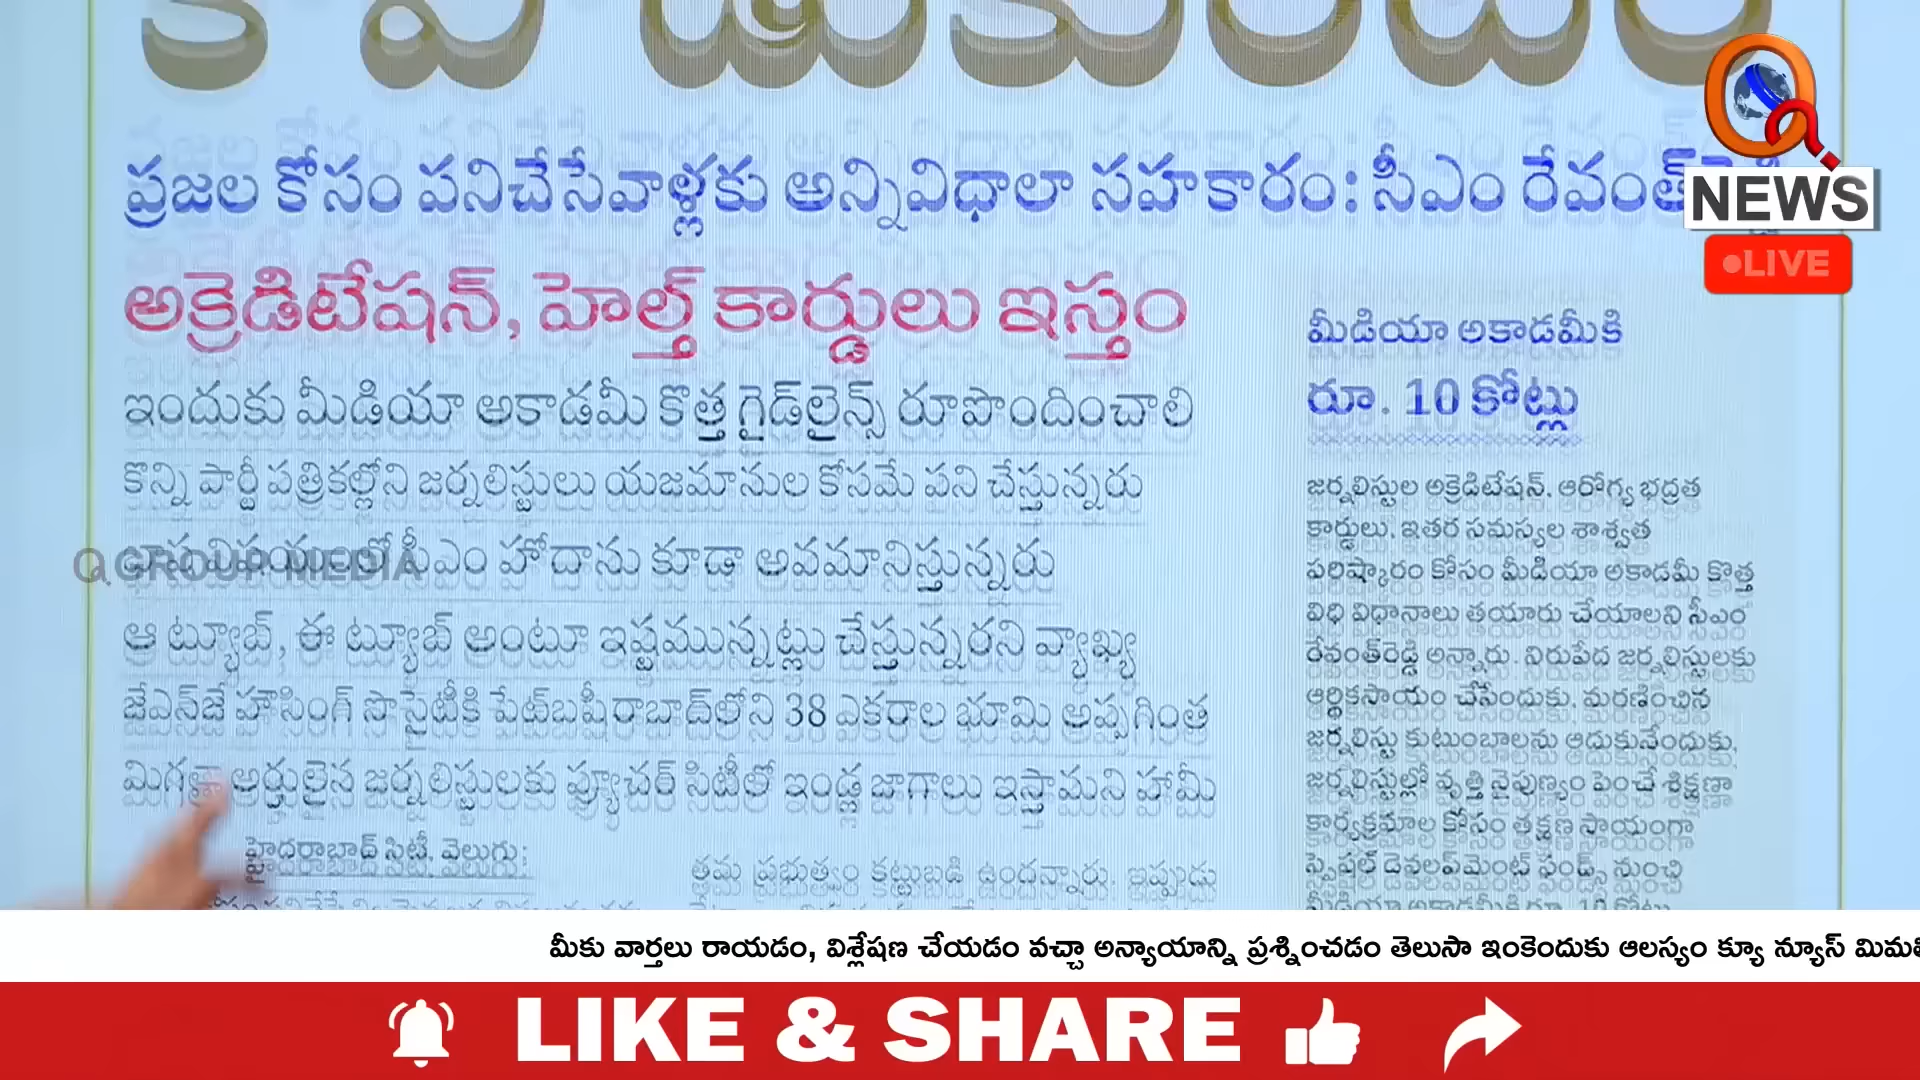 ప్రజల కోసం పనిచేసేవాళ్లకు అన్నివిధాలా సహకారం: సీఎం రేవంత్
అక్రెడిటేషన్, హెల్త్ కార్డులు ఇస్తం
ఇందుకు మీడియా అకాడమీ కొత్త గైడ్‌లైన్స్ రూపొందించాలి
కొన్ని పార్టీ పత్రికల్లోని జర్నలిస్టులు యజమానుల కోసమే పని చేస్తున్నరు
సీఎం హోదాను కూడా అవమానిస్తున్నరు
ఆ ట్యూబ్, ఈ ట్యూబ్ అంటూ ఇష్టమున్నట్లు చేస్తున్నరని వ్యాఖ్య
జేఎన్‌జే హౌసింగ్ సొసైటీకి పేట్‌బషీరాబాద్‌లోని 38 ఎకరాల భూమి అప్పగింత
అర్హులైన జర్నలిస్టులకు ఫ్యూచర్ సిటీలో ఇండ్ల జాగాలు ఇస్తామని హామీ
హైదరాబాద్ సిటీ, వెలుగు:
తమ ప్రభుత్వం కట్టుబడి ఉందన్నారు. ఇప్పుడు
మీడియా అకాడమీకి
రూ. 10 కోట్లు
జర్నలిస్టుల అక్రెడిటేషన్, ఆరోగ్య భద్రత
కార్డులు, ఇతర సమస్యల శాశ్వత
పరిష్కారం కోసం మీడియా అకాడమీ కొత్త
విధి విధానాలు తయారు చేయాలని సీఎం
రేవంత్‌రెడ్డి అన్నారు. నిరుపేద జర్నలిస్టులకు
ఆర్థికసాయం చేసేందుకు, మరణించిన
జర్నలిస్టు కుటుంబాలను ఆదుకునేందుకు,
జర్నలిస్టుల్లో వృత్తి నైపుణ్యం పెంచే శిక్షణా
కార్యక్రమాల కోసం తక్షణ సాయంగా
స్పెషల్ డెవలప్‌మెంట్ ఫండ్స్ నుంచి
మీడియా అకాడమీకి రూ. 10 కోట్లు
Q NEWS
LIVE
Q GROUP MEDIA
మీకు వార్తలు రాయడం, విశ్లేషణ చేయడం వచ్చా అన్యాయాన్ని ప్రశ్నించడం తెలుసా ఇంకెందుకు ఆలస్యం క్యూ న్యూస్
LIKE & SHARE